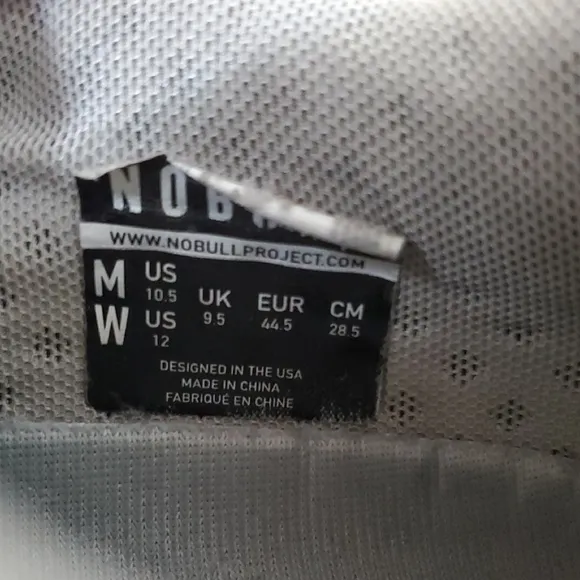 WWW.NOBULLPROJECT.COM
M US 10.5 UK 9.5 EUR 44.5 CM 28.5
W US 12
DESIGNED IN THE USA
MADE IN CHINA
FABRIQUÉ EN CHINE